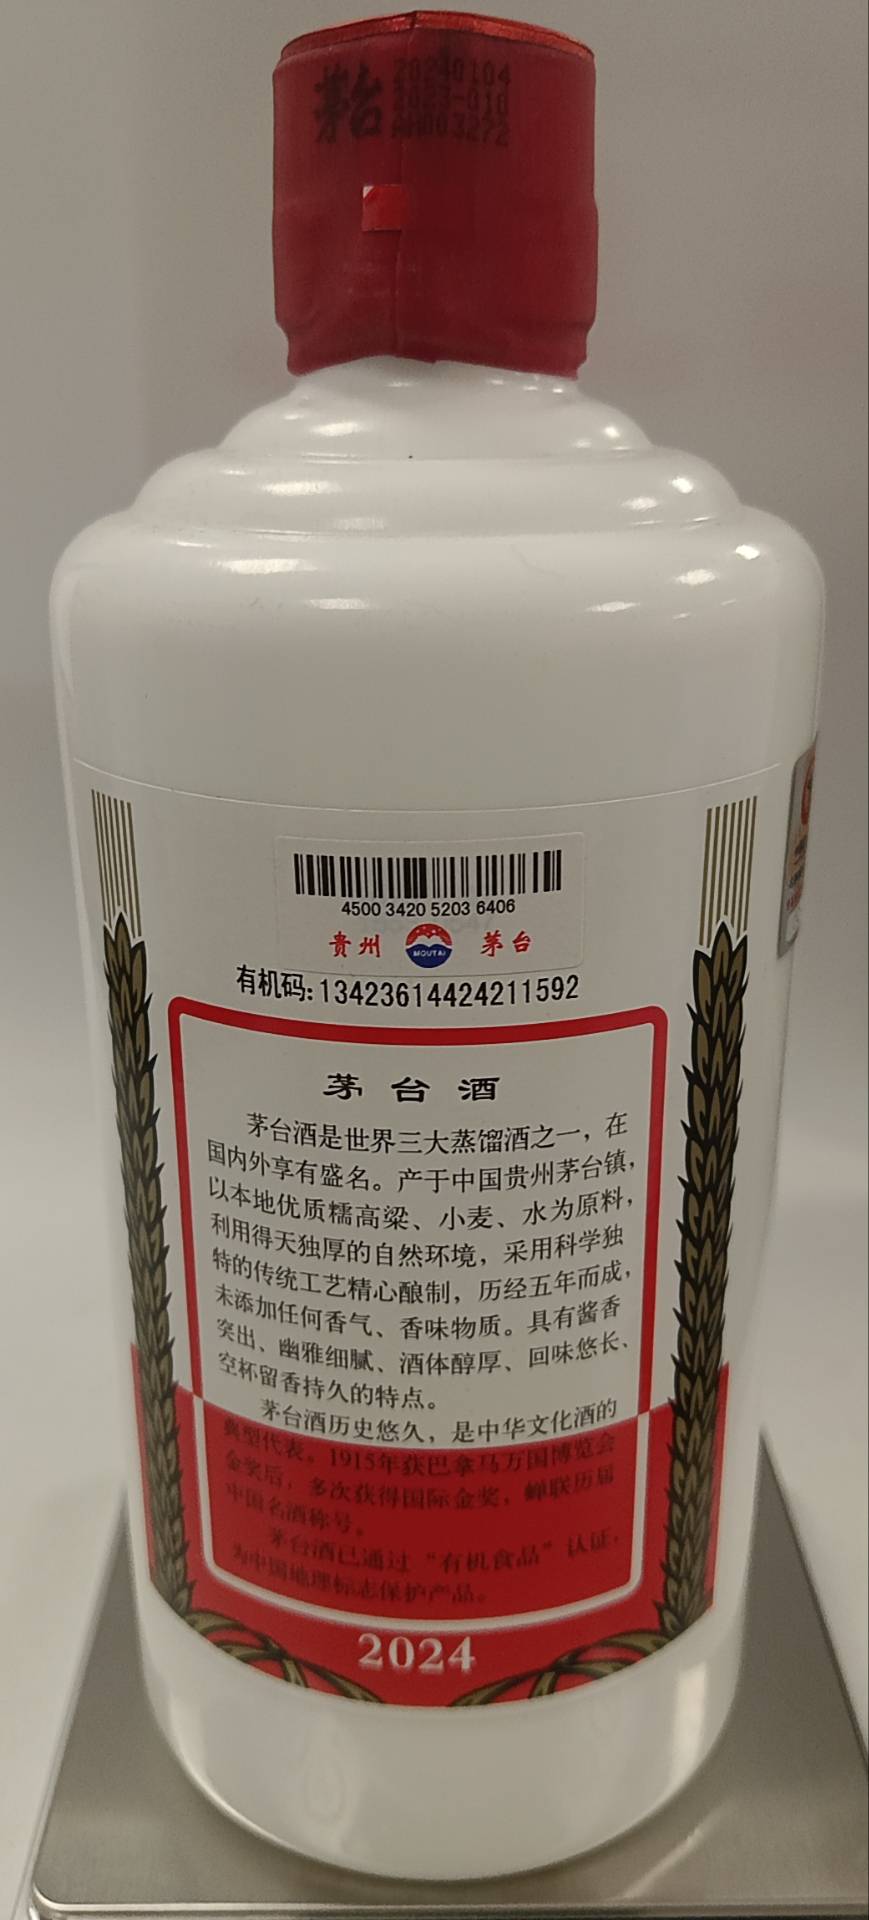 茅台
20240104
2023-010
4500 3420 5203 6406
贵州 MOUTAI 茅台
有机码:13423614424211592
茅台酒
茅台酒是世界三大蒸馏酒之一，在
国内外享有盛名。产于中国贵州茅台镇，
以本地优质糯高粱、小麦、水为原料，
利用得天独厚的自然环境，采用科学独
特的传统工艺精心酿制，历经五年而成，
未添加任何香气、香味物质。具有酱香
突出、幽雅细腻、酒体醇厚、回味悠长、
空杯留香持久的特点。
茅台酒历史悠久，是中华文化酒的
典型代表。1915年获巴拿马万国博览会
金奖后，多次获得国际金奖，蝉联历届
中国名酒称号。
茅台酒已通过“有机食品”认证，
为中国地理标志保护产品。
2024